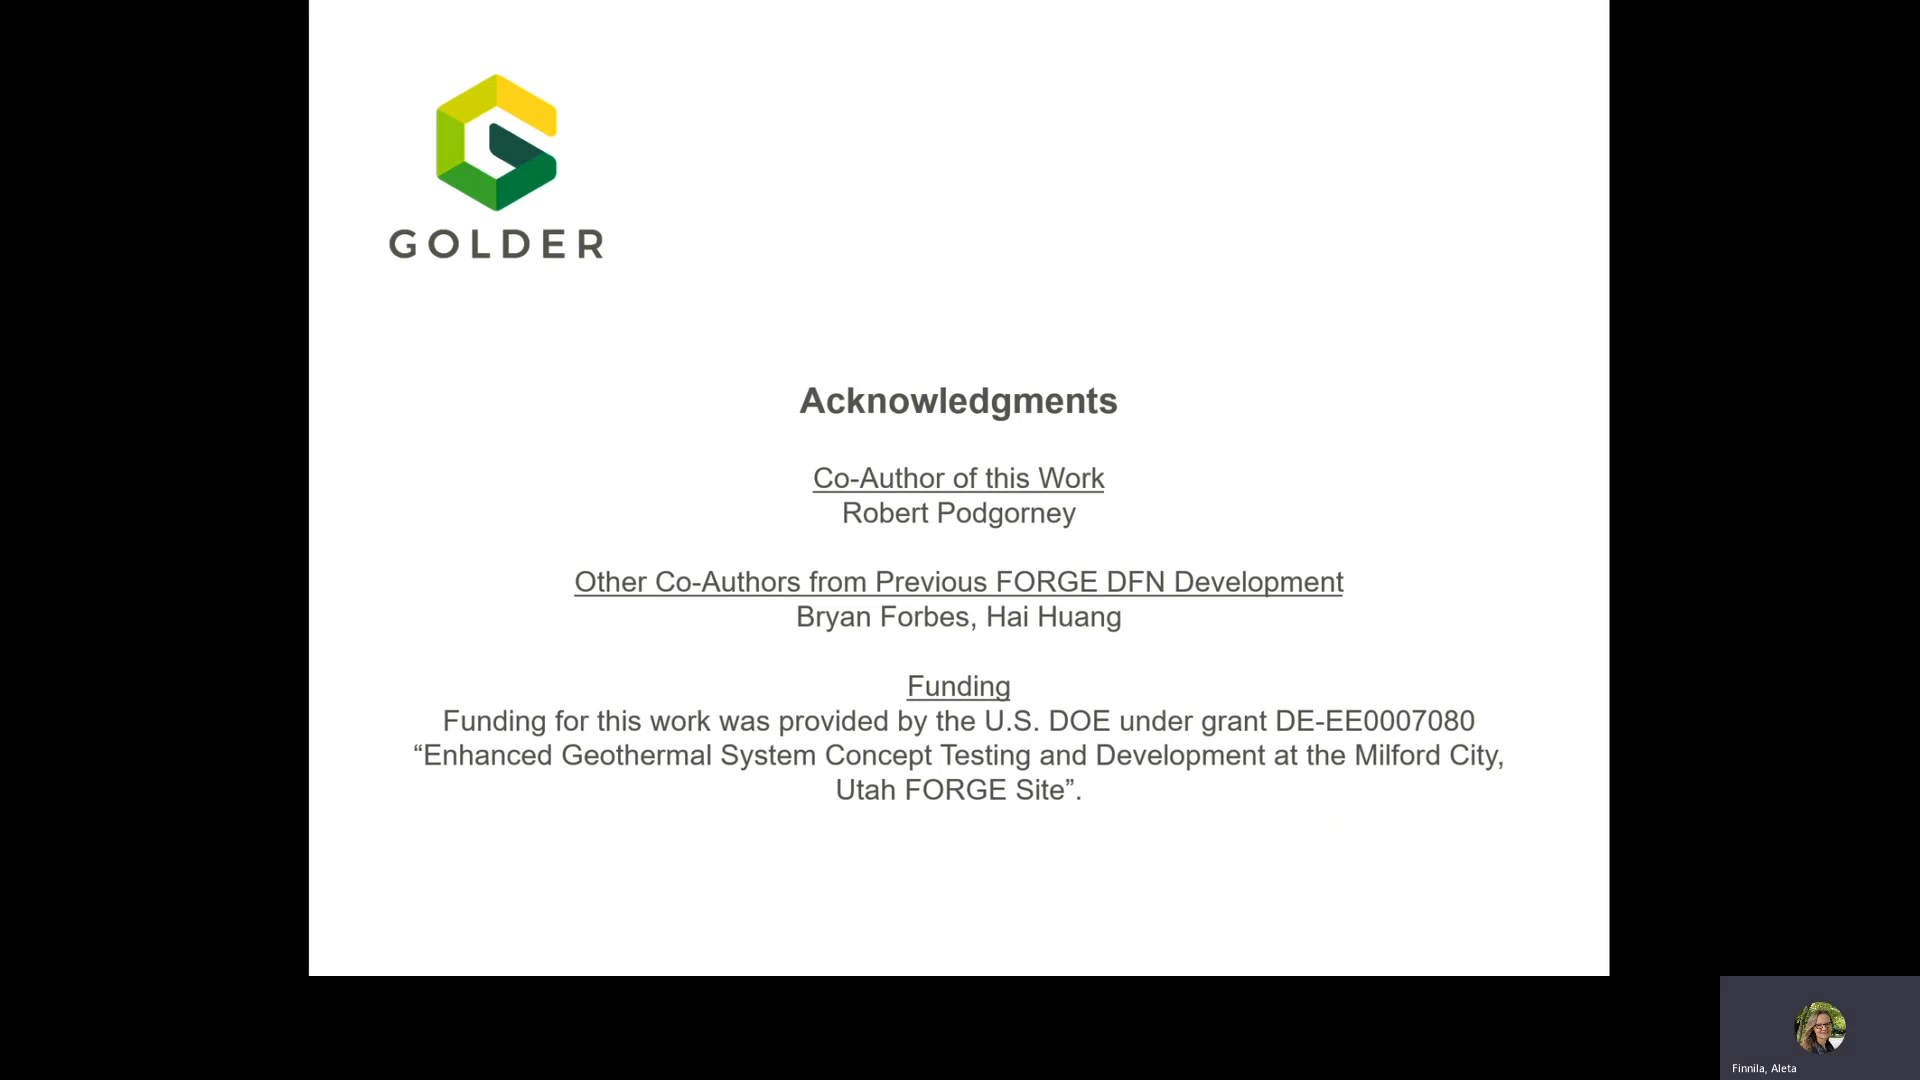 GOLDER
Acknowledgments
Co-Author of this Work
Robert Podgorney
Other Co-Authors from Previous FORGE DFN Development
Bryan Forbes, Hai Huang
Funding
Funding for this work was provided by the U.S. DOE under grant DE-EE0007080
“Enhanced Geothermal System Concept Testing and Development at the Milford City,
Utah FORGE Site”.
Finnila, Aleta